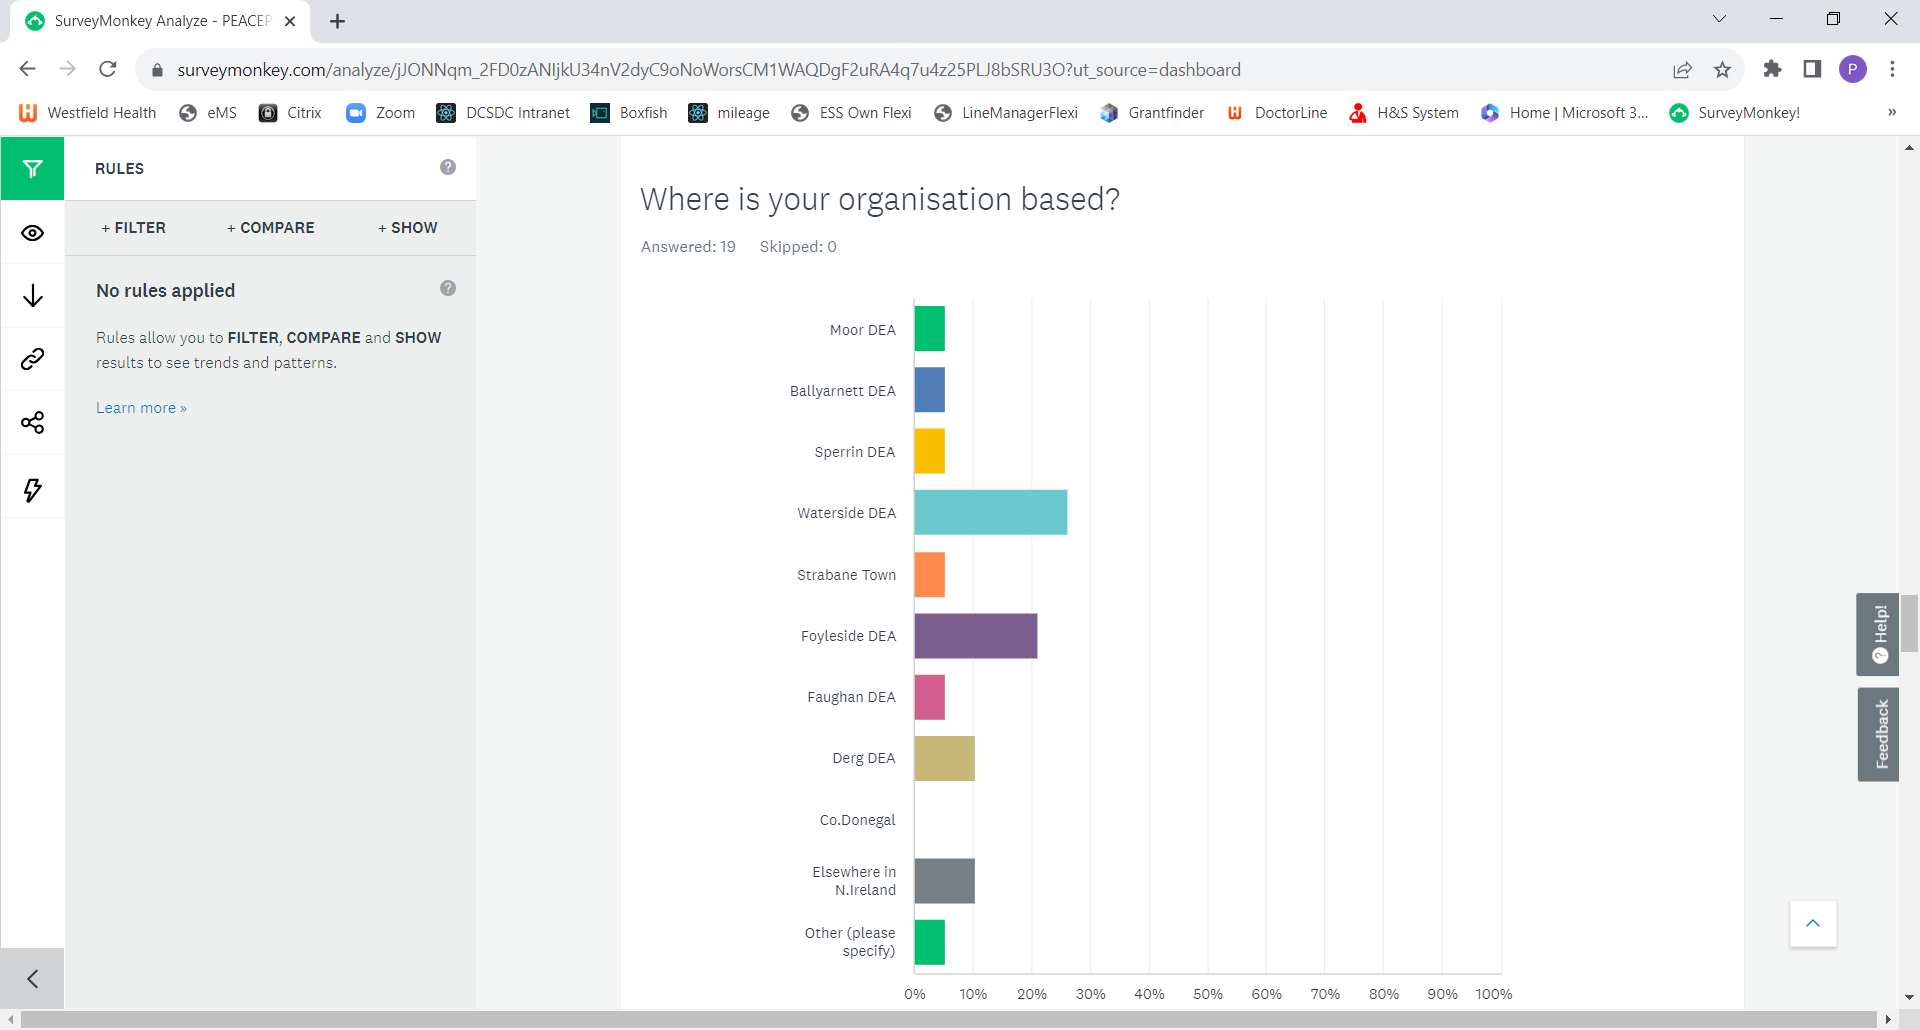 SurveyMonkey Analyze - PEACEP
surveymonkey.com/analyze/jJONNqm_2FD0zANIjkU34nV2dyC9oNoWorsCM1WAQDgF2uRA4q7u4z25PLJ8bSRU3O?ut_source=dashboard
P
Westfield Health eMS Citrix Zoom DCSDC Intranet Boxfish mileage ESS Own Flexi LineManagerFlexi Grantfinder DoctorLine H&S System Home | Microsoft 3... SurveyMonkey! »
RULES ?
+ FILTER + COMPARE + SHOW
No rules applied ?
Rules allow you to FILTER, COMPARE and SHOW
results to see trends and patterns.
Learn more »
Where is your organisation based?
Answered: 19 Skipped: 0
Moor DEA
Ballyarnett DEA
Sperrin DEA
Waterside DEA
Strabane Town
Foyleside DEA
Faughan DEA
Derg DEA
Co.Donegal
Elsewhere in
N.Ireland
Other (please
specify)
0% 10% 20% 30% 40% 50% 60% 70% 80% 90% 100%
? Help!
Feedback